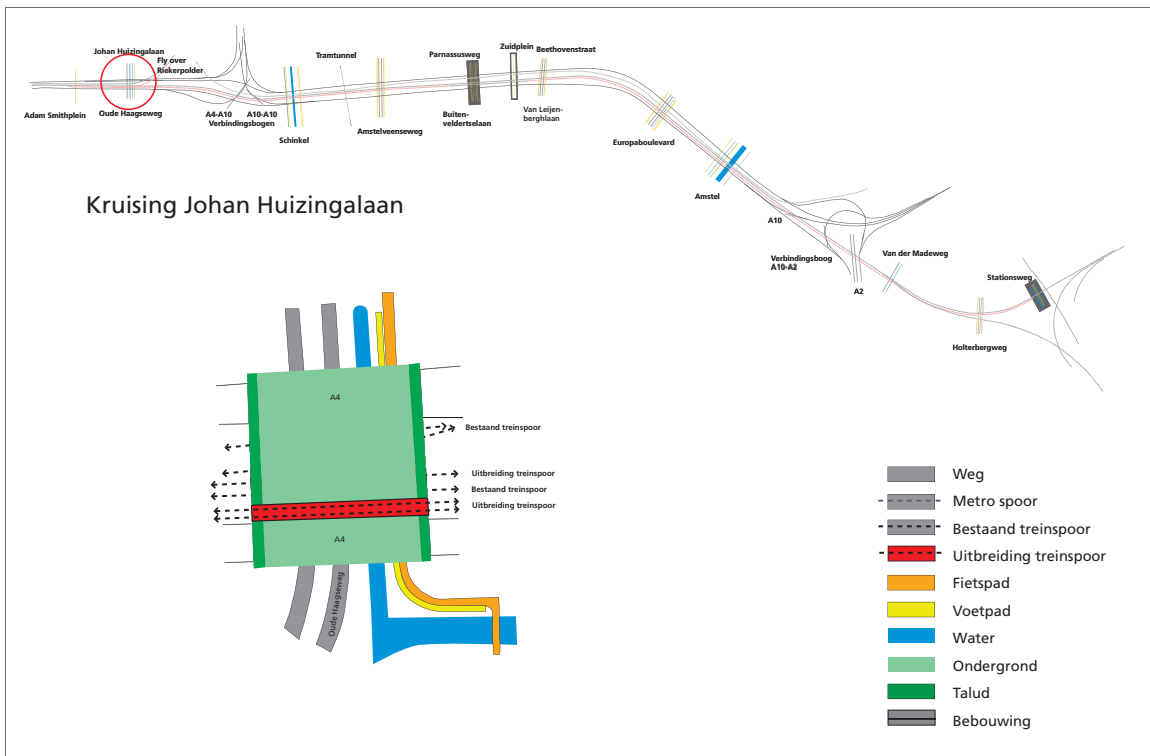 Johan Huizingalaan
Fly over
Riekerpolder
Adam Smithplein
Oude Haagseweg
A4-A10
Verbindingsbogen
A10-A10
Schinkel
Tramtunnel
Amstelveenseweg
Parnassusweg
Buiten-
veldertselaan
Zuidplein
Beethovenstraat
Van Leijen-
berghlaan
Europaboulevard
Amstel
A10
Verbindingsboog
A10-A2
A2
Van der Madeweg
Stationsweg
Holterbergweg
Kruising Johan Huizingalaan
A4
Bestaand treinspoor
Uitbreiding treinspoor
Bestaand treinspoor
Uitbreiding treinspoor
A4
Oude Haagseweg
Weg
Metro spoor
Bestaand treinspoor
Uitbreiding treinspoor
Fietspad
Voetpad
Water
Ondergrond
Talud
Bebouwing